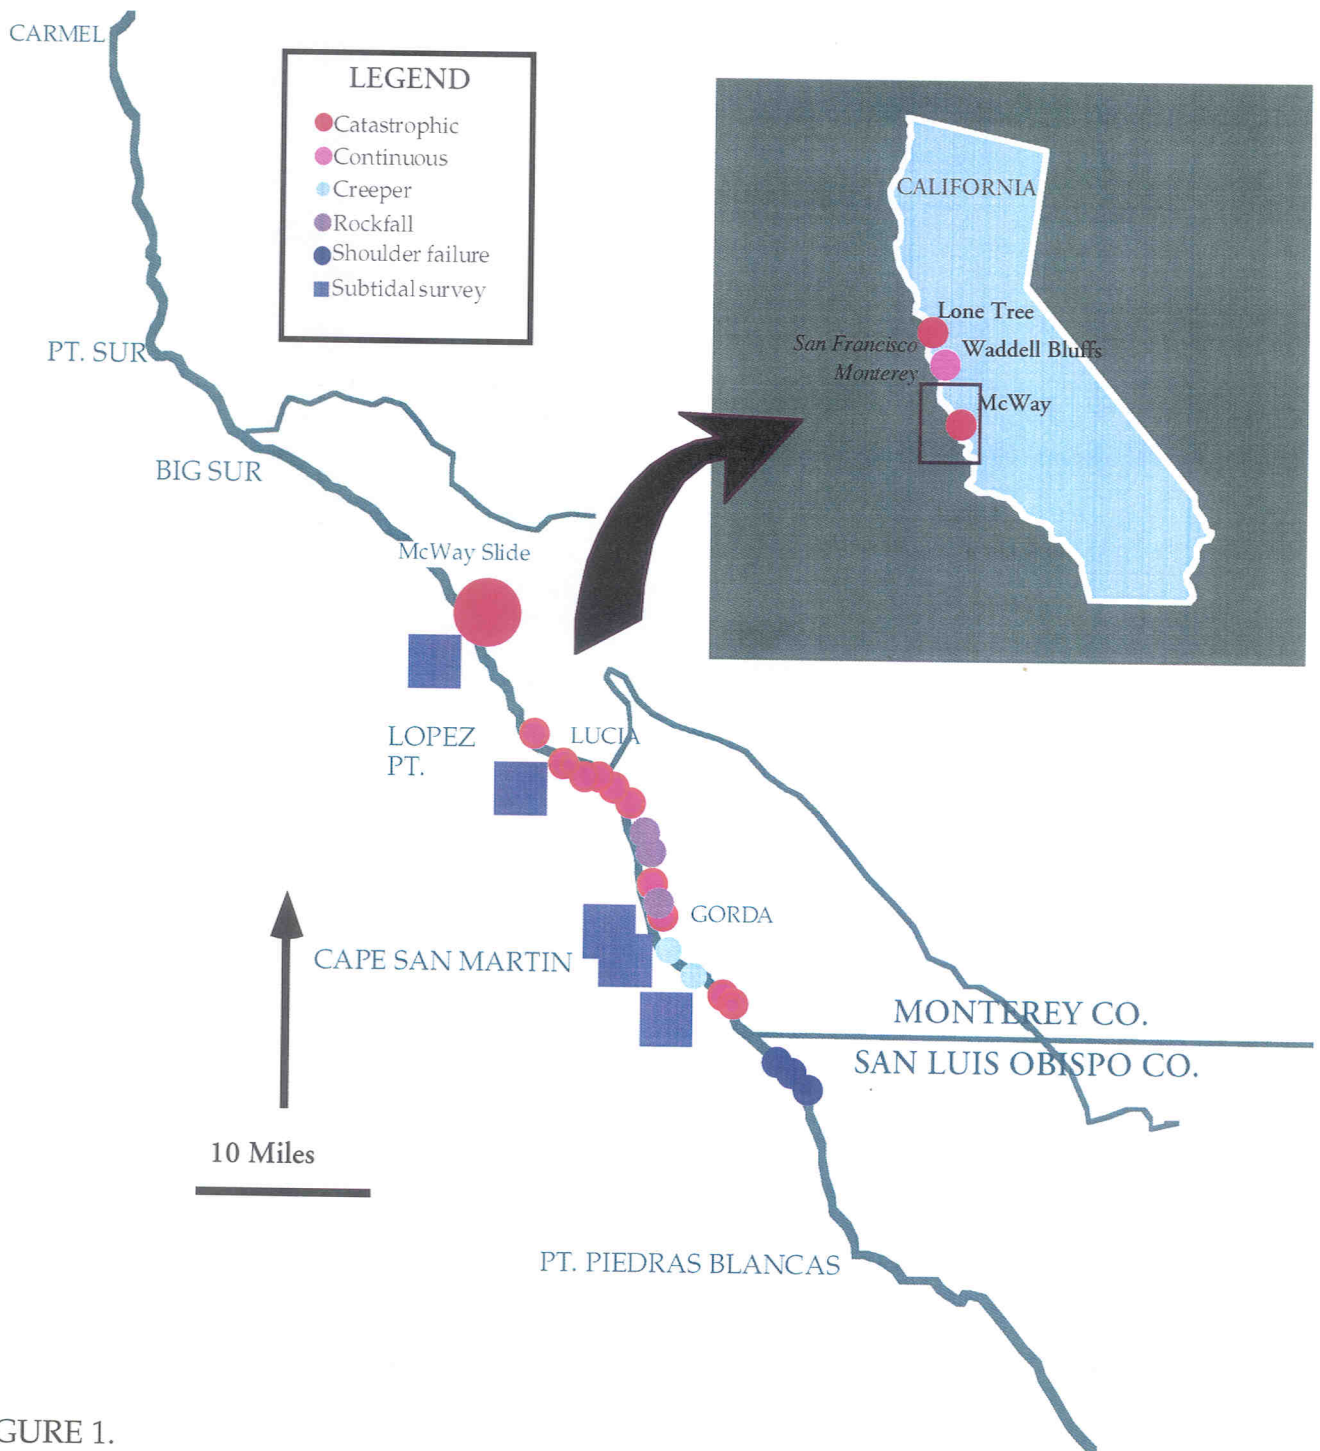 CARMEL
LEGEND
Catastrophic
Continuous
Creeper
Rockfall
Shoulder failure
Subtidal survey
CALIFORNIA
Lone Tree
San Francisco
Waddell Bluffs
Monterey
McWay
PT. SUR
BIG SUR
McWay Slide
LOPEZ
PT.
LUCIA
GORDA
CAPE SAN MARTIN
MONTEREY CO.
SAN LUIS OBISPO CO.
10 Miles
PT. PIEDRAS BLANCAS
GURE 1.